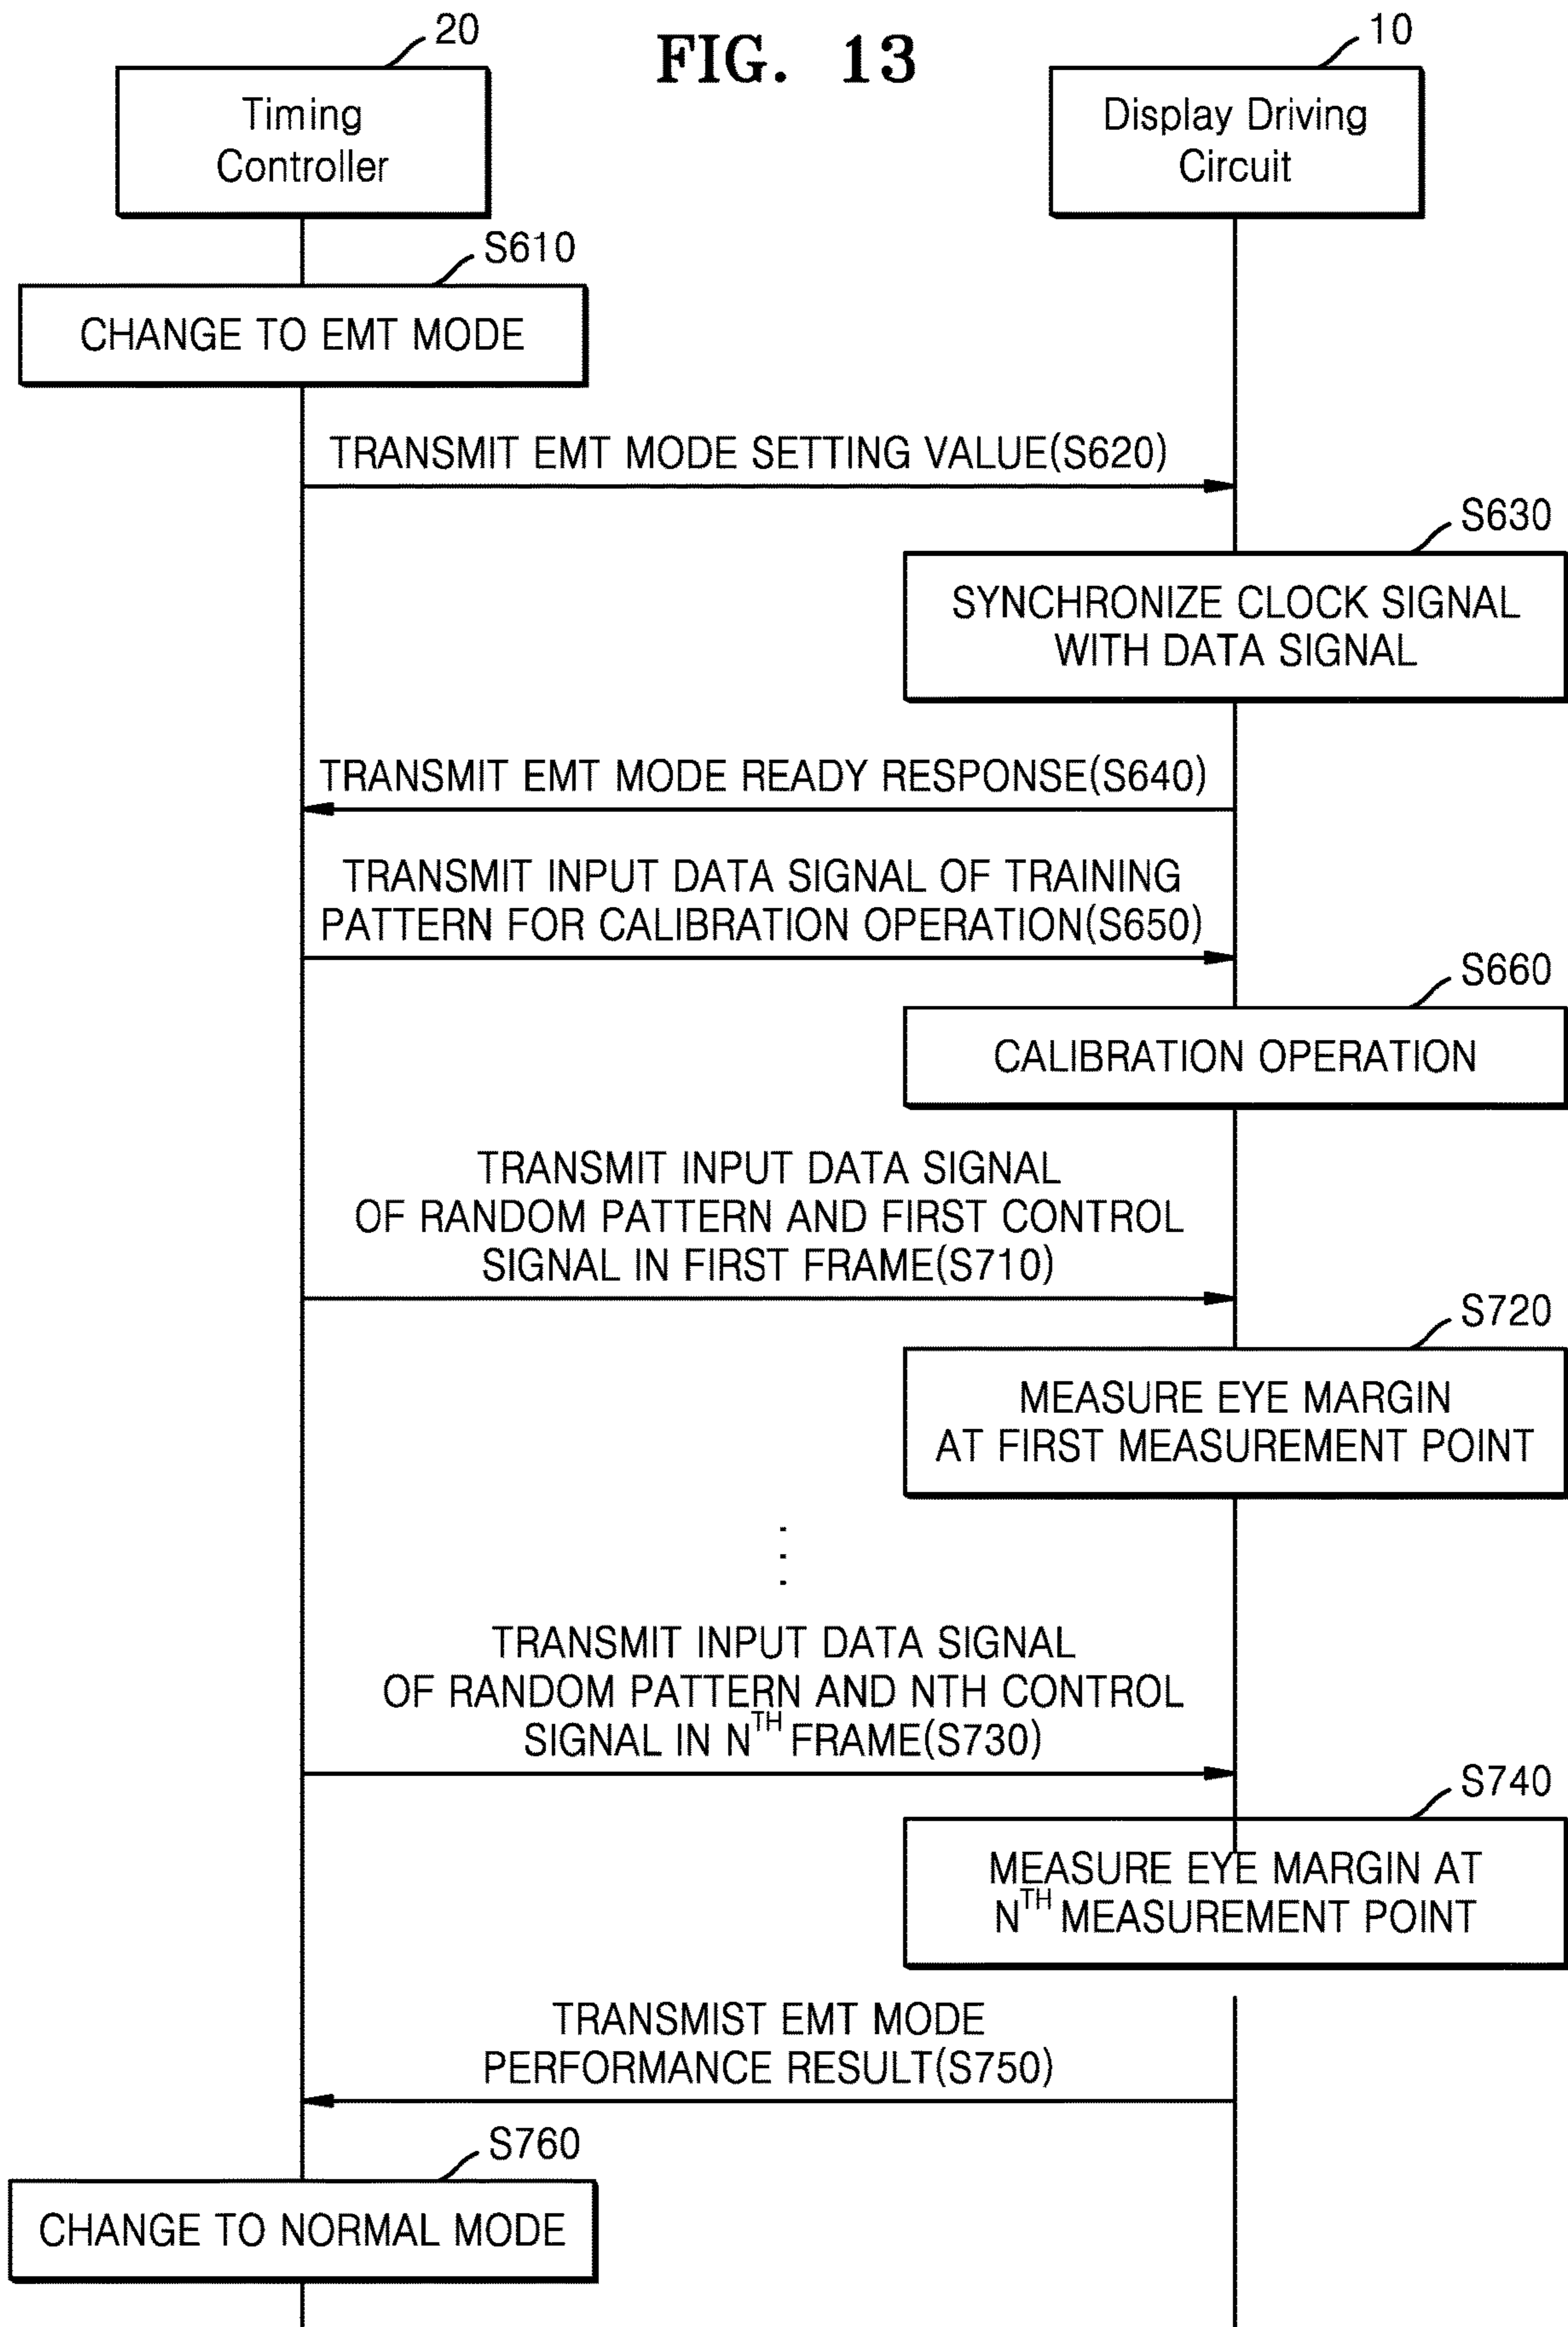 20
FIG. 13
10
Timing
Controller
Display Driving
Circuit
S610
CHANGE TO EMT MODE
TRANSMIT EMT MODE SETTING VALUE(S620)
S630
SYNCHRONIZE CLOCK SIGNAL
WITH DATA SIGNAL
TRANSMIT EMT MODE READY RESPONSE(S640)
TRANSMIT INPUT DATA SIGNAL OF TRAINING
PATTERN FOR CALIBRATION OPERATION(S650)
S660
CALIBRATION OPERATION
TRANSMIT INPUT DATA SIGNAL
OF RANDOM PATTERN AND FIRST CONTROL
SIGNAL IN FIRST FRAME(S710)
S720
MEASURE EYE MARGIN
AT FIRST MEASUREMENT POINT
TRANSMIT INPUT DATA SIGNAL
OF RANDOM PATTERN AND NTH CONTROL
SIGNAL IN NTH FRAME(S730)
S740
MEASURE EYE MARGIN AT
NTH MEASUREMENT POINT
TRANSMIST EMT MODE
PERFORMANCE RESULT(S750)
S760
CHANGE TO NORMAL MODE